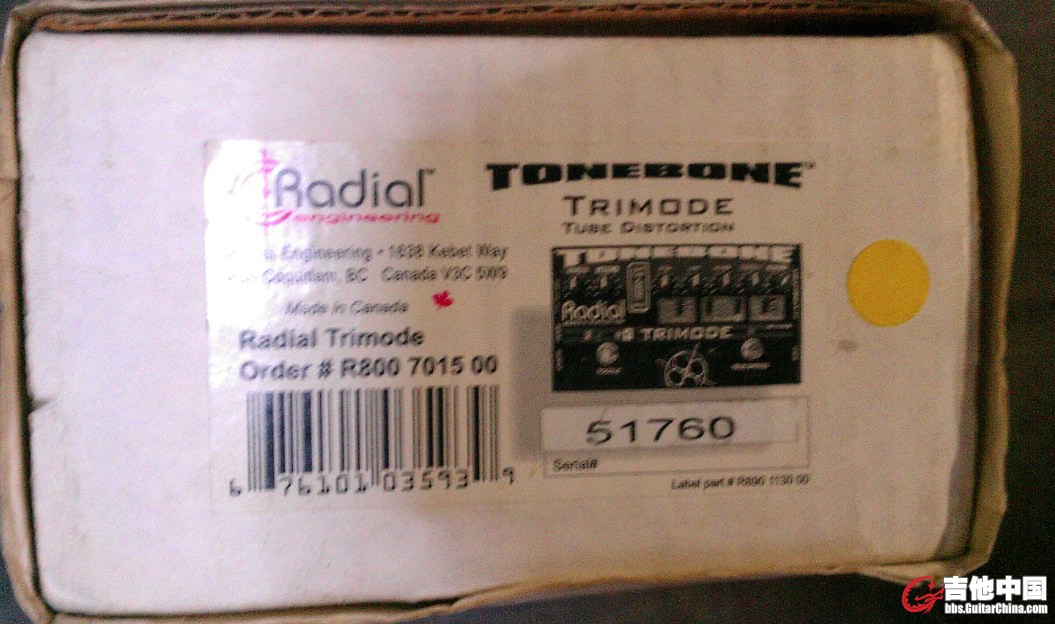 Radial™
engineering
Engineering • 1638 Kebet Way
Coquitlam, BC Canada V3C 5W9
Made in Canada
Radial Trimode
Order # R800 7015 00
6 76101 03593 9
TONEBONE™
TRIMODE
TUBE DISTORTION
TONEBONE
Radial
TRIMODE
51760
Serial#
Label part # R890 1130 00
吉他中国
bbs.GuitarChina.com